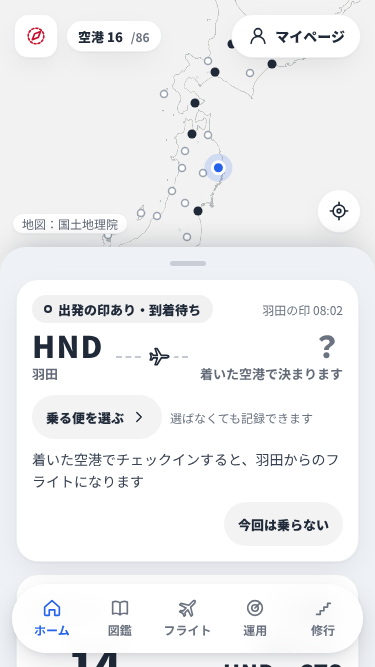 空港 16 /86
マイページ
地図：国土地理院
出発の印あり・到着待ち
羽田の印 08:02
HND
?
羽田
着いた空港で決まります
乗る便を選ぶ
選ばなくても記録できます
着いた空港でチェックインすると、羽田からのフ
ライトになります
今回は乗らない
ホーム
図鑑
フライト
運用
修行